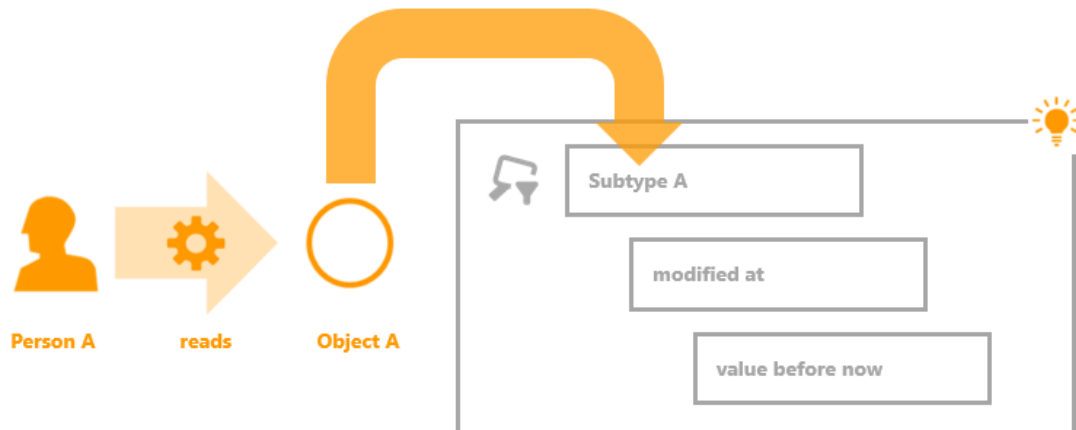 Subtype A
modified at
Person A
reads
Object A
value before now